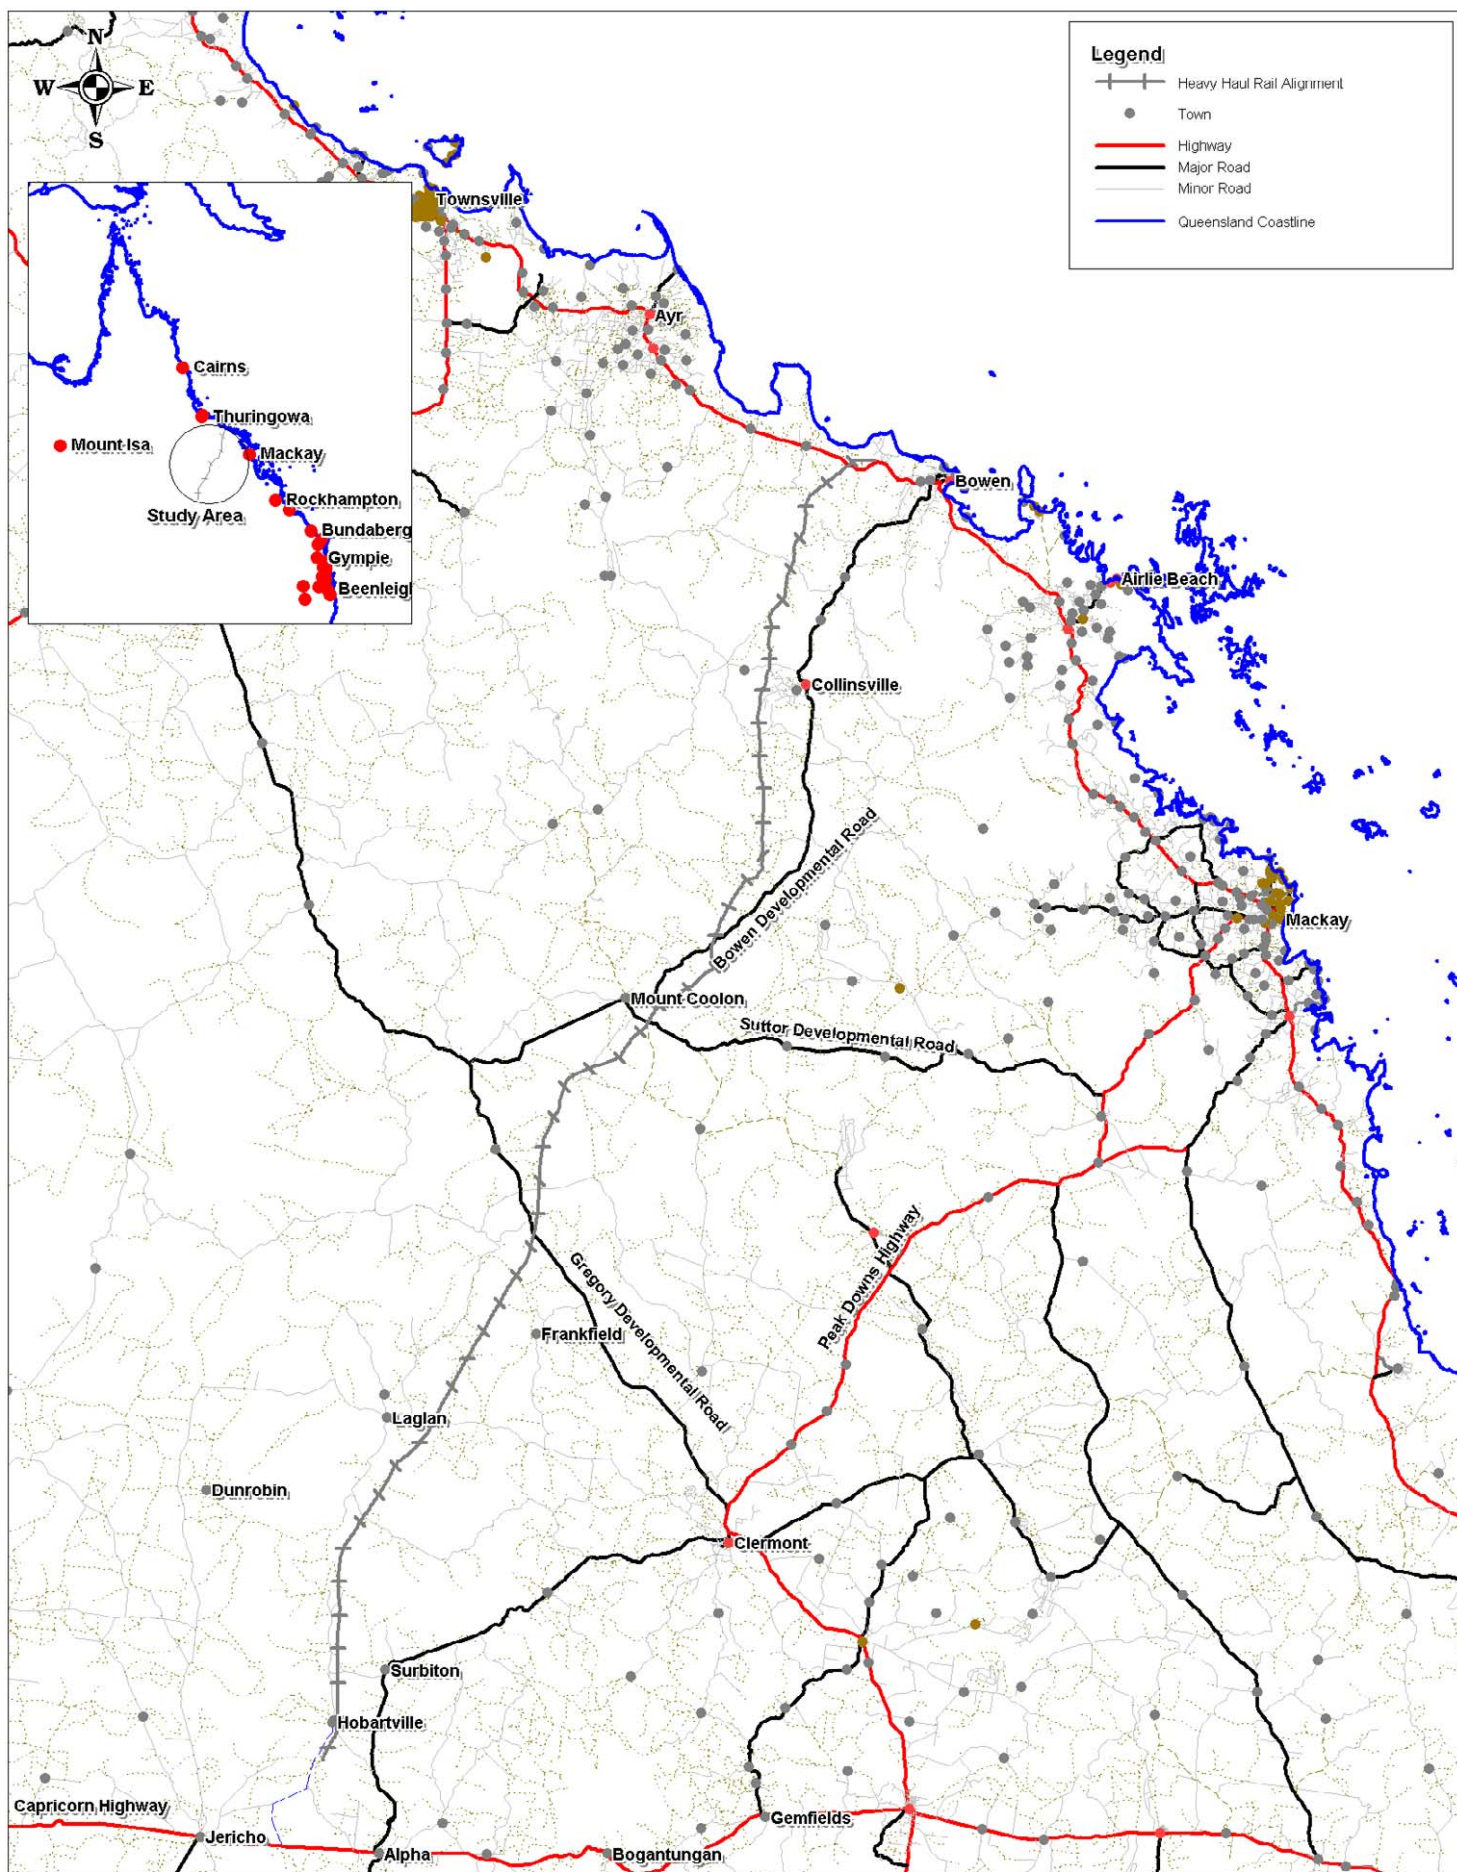 N
W E
S
Legend
Heavy Haul Rail Alignment
Town
Highway
Major Road
Minor Road
Queensland Coastline
Townsville
Ayr
Cairns
Thuringowa
Mount Isa
Mackay
Rockhampton
Study Area
Bundaberg
Gympie
Beenleigh
Bowen
Airlie Beach
Collinsville
Bowen Developmental Road
Mackay
Mount Coolon
Suttor Developmental Road
Gregory Developmental Road
Peak Downs Highway
Frankfield
Laglan
Dunrobin
Clermont
Surbiton
Hobartville
Capricorn Highway
Jericho
Alpha
Bogantungan
Gemfields